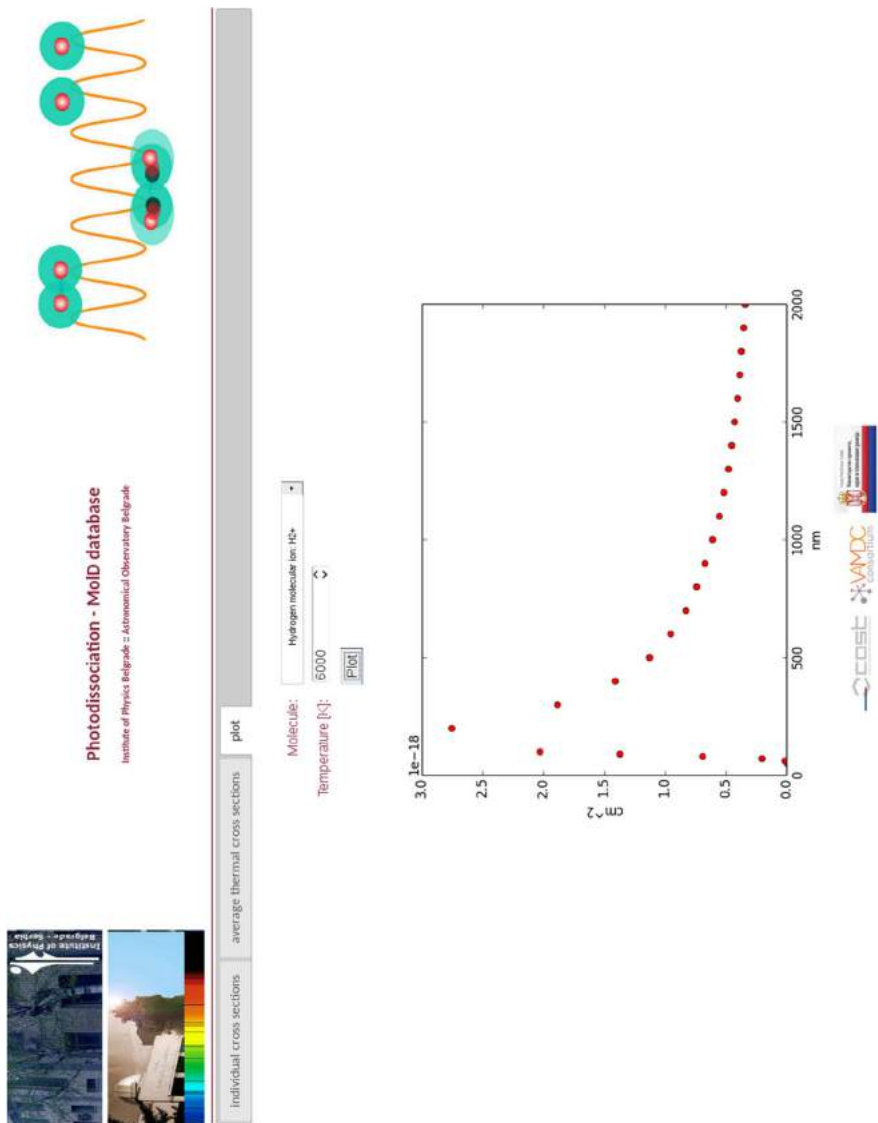 Institute of Physics
Belgrade - Serbia
Photodissociation - MolD database
Institute of Physics Belgrade :: Astronomical Observatory Belgrade
individual cross sections
average thermal cross sections
plot
Molecule:
Hydrogen molecular ion: H2+
Temperature [K]:
6000
Plot
1e-18
3.0
2.5
2.0
1.5
1.0
0.5
0.0
cm^2
0
500
1000
1500
2000
nm
cost
VAMDC
consortium